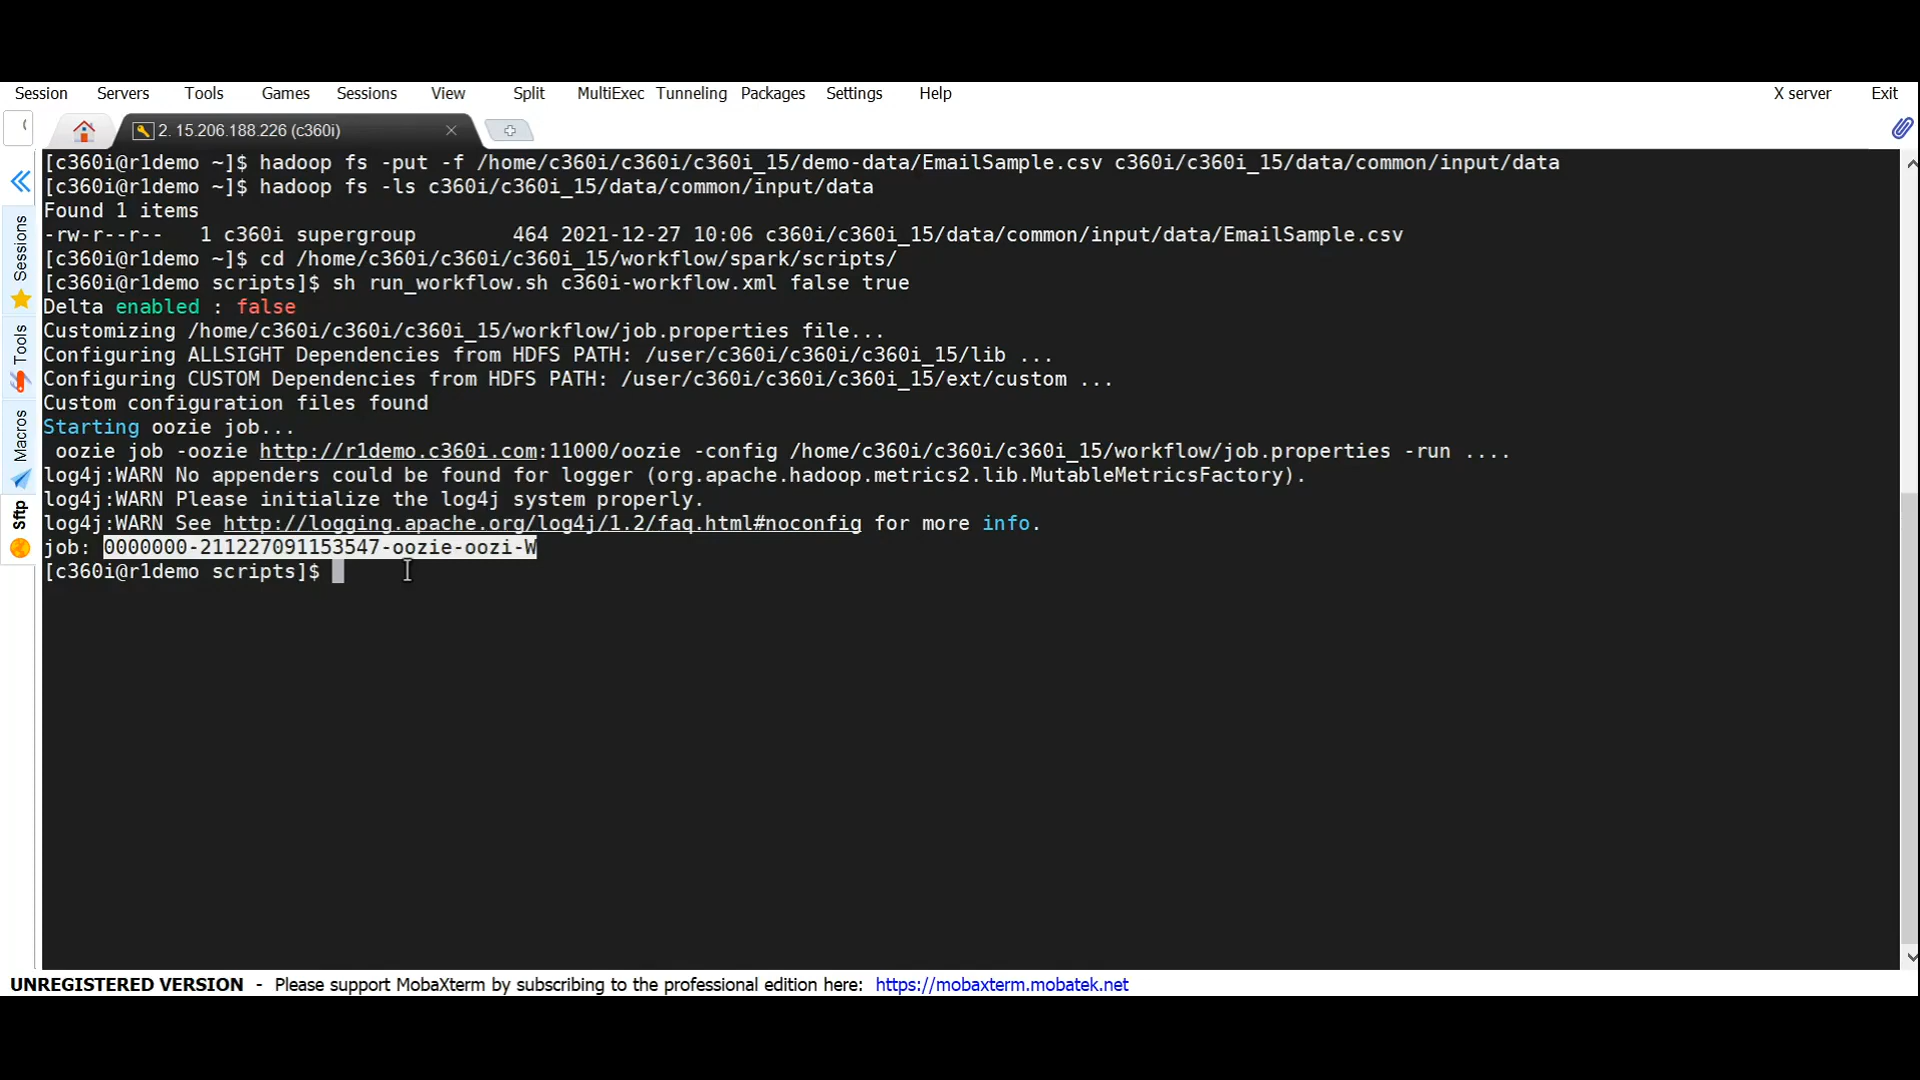 Session Servers Tools Games Sessions View Split MultiExec Tunneling Packages Settings Help X server Exit
2. 15.206.188.226 (c360i)
[c360i@r1demo ~]$ hadoop fs -put -f /home/c360i/c360i/c360i_15/demo-data/EmailSample.csv c360i/c360i_15/data/common/input/data
[c360i@r1demo ~]$ hadoop fs -ls c360i/c360i_15/data/common/input/data
Found 1 items
-rw-r--r--   1 c360i supergroup        464 2021-12-27 10:06 c360i/c360i_15/data/common/input/data/EmailSample.csv
[c360i@r1demo ~]$ cd /home/c360i/c360i/c360i_15/workflow/spark/scripts/
[c360i@r1demo scripts]$ sh run_workflow.sh c360i-workflow.xml false true
Delta enabled : false
Customizing /home/c360i/c360i/c360i_15/workflow/job.properties file...
Configuring ALLSIGHT Dependencies from HDFS PATH: /user/c360i/c360i/c360i_15/lib ...
Configuring CUSTOM Dependencies from HDFS PATH: /user/c360i/c360i/c360i_15/ext/custom ...
Custom configuration files found
Starting oozie job...
 oozie job -oozie http://r1demo.c360i.com:11000/oozie -config /home/c360i/c360i/c360i_15/workflow/job.properties -run ....
log4j:WARN No appenders could be found for logger (org.apache.hadoop.metrics2.lib.MutableMetricsFactory).
log4j:WARN Please initialize the log4j system properly.
log4j:WARN See http://logging.apache.org/log4j/1.2/faq.html#noconfig for more info.
job: 0000000-211227091153547-oozie-oozi-W
[c360i@r1demo scripts]$
Sessions
Tools
Macros
Sftp
UNREGISTERED VERSION - Please support MobaXterm by subscribing to the professional edition here: https://mobaxterm.mobatek.net